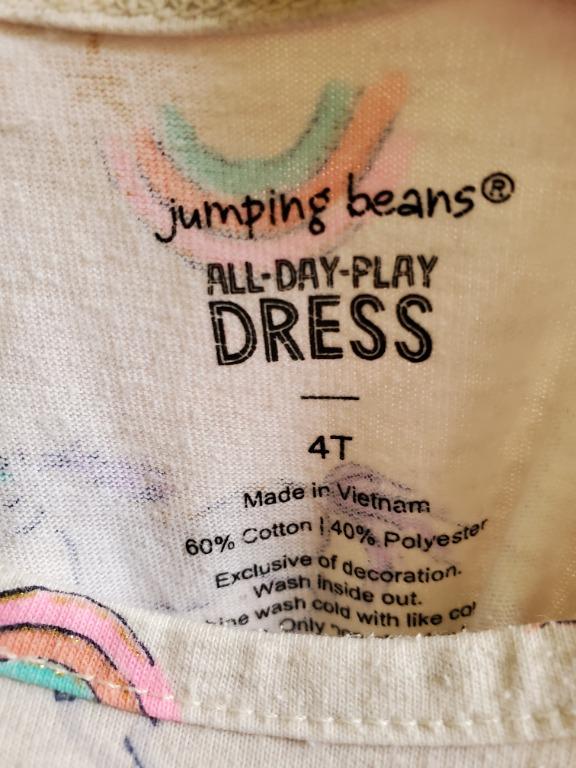 jumping beans®
ALL-DAY-PLAY
DRESS
4T
Made in Vietnam
60% Cotton | 40% Polyester
Exclusive of decoration.
Wash inside out.
wash cold with like
Only